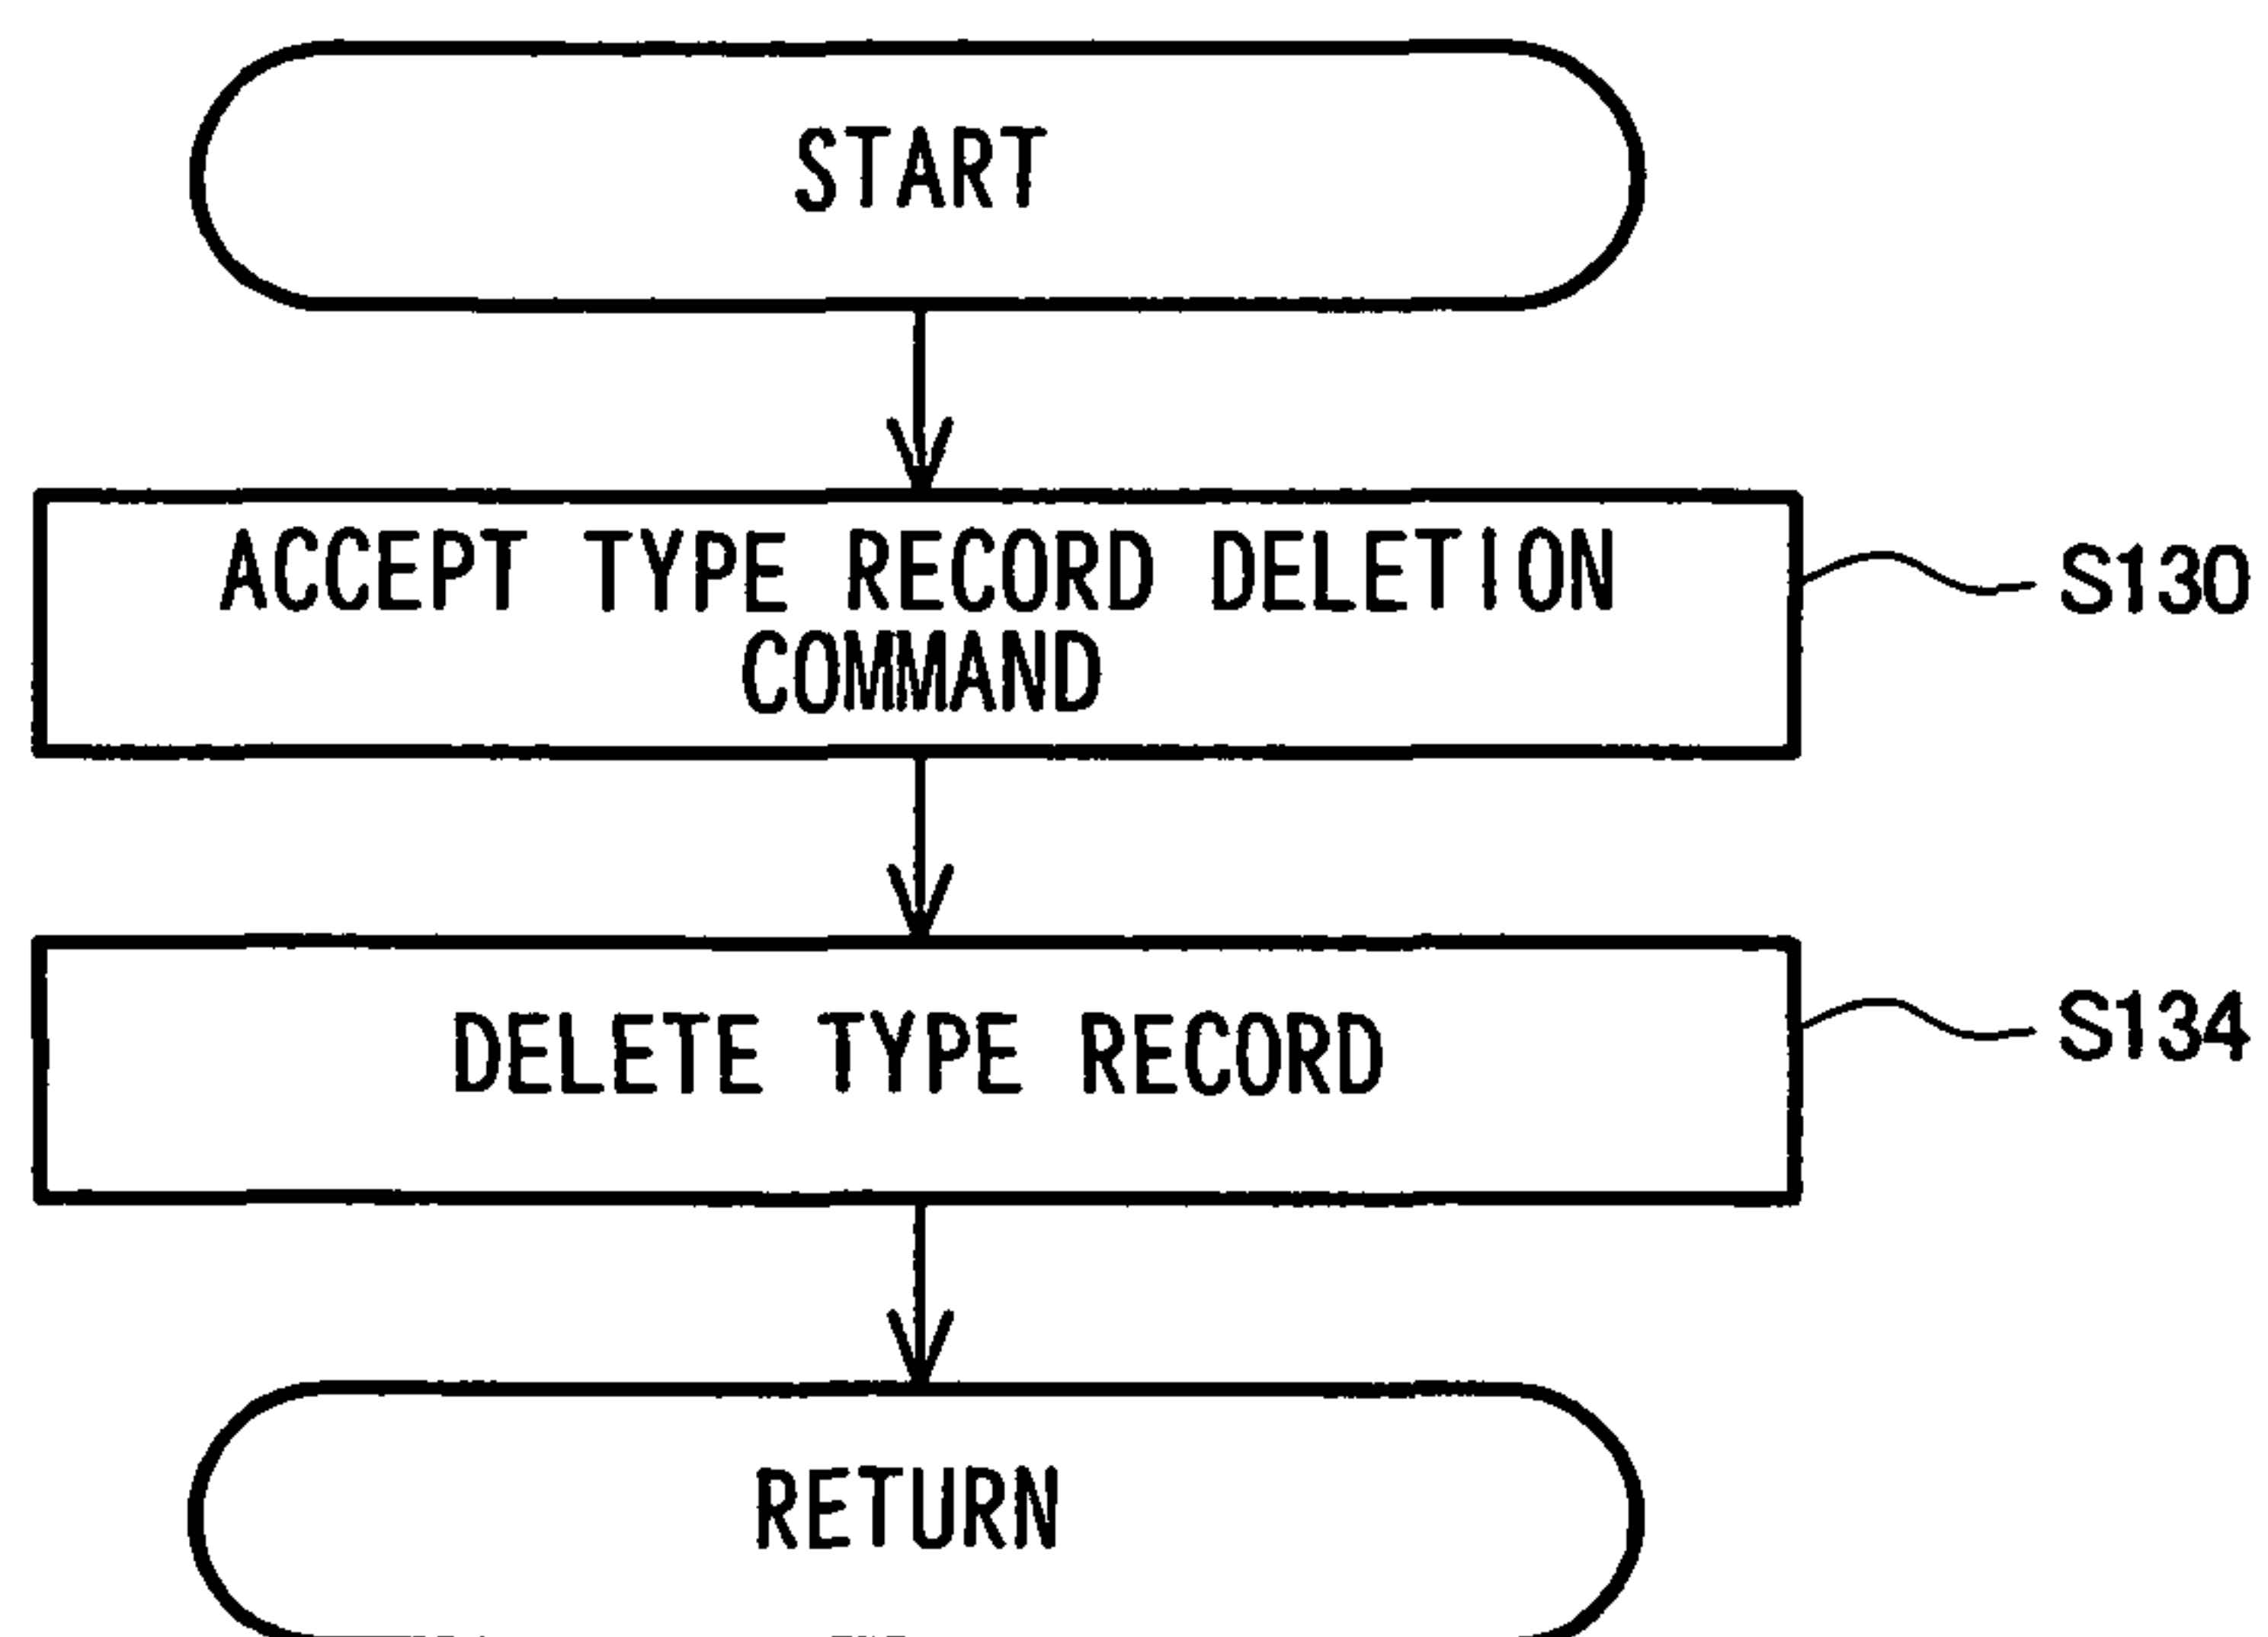 START
ACCEPT TYPE RECORD DELETION
COMMAND
S130
DELETE TYPE RECORD
S134
RETURN